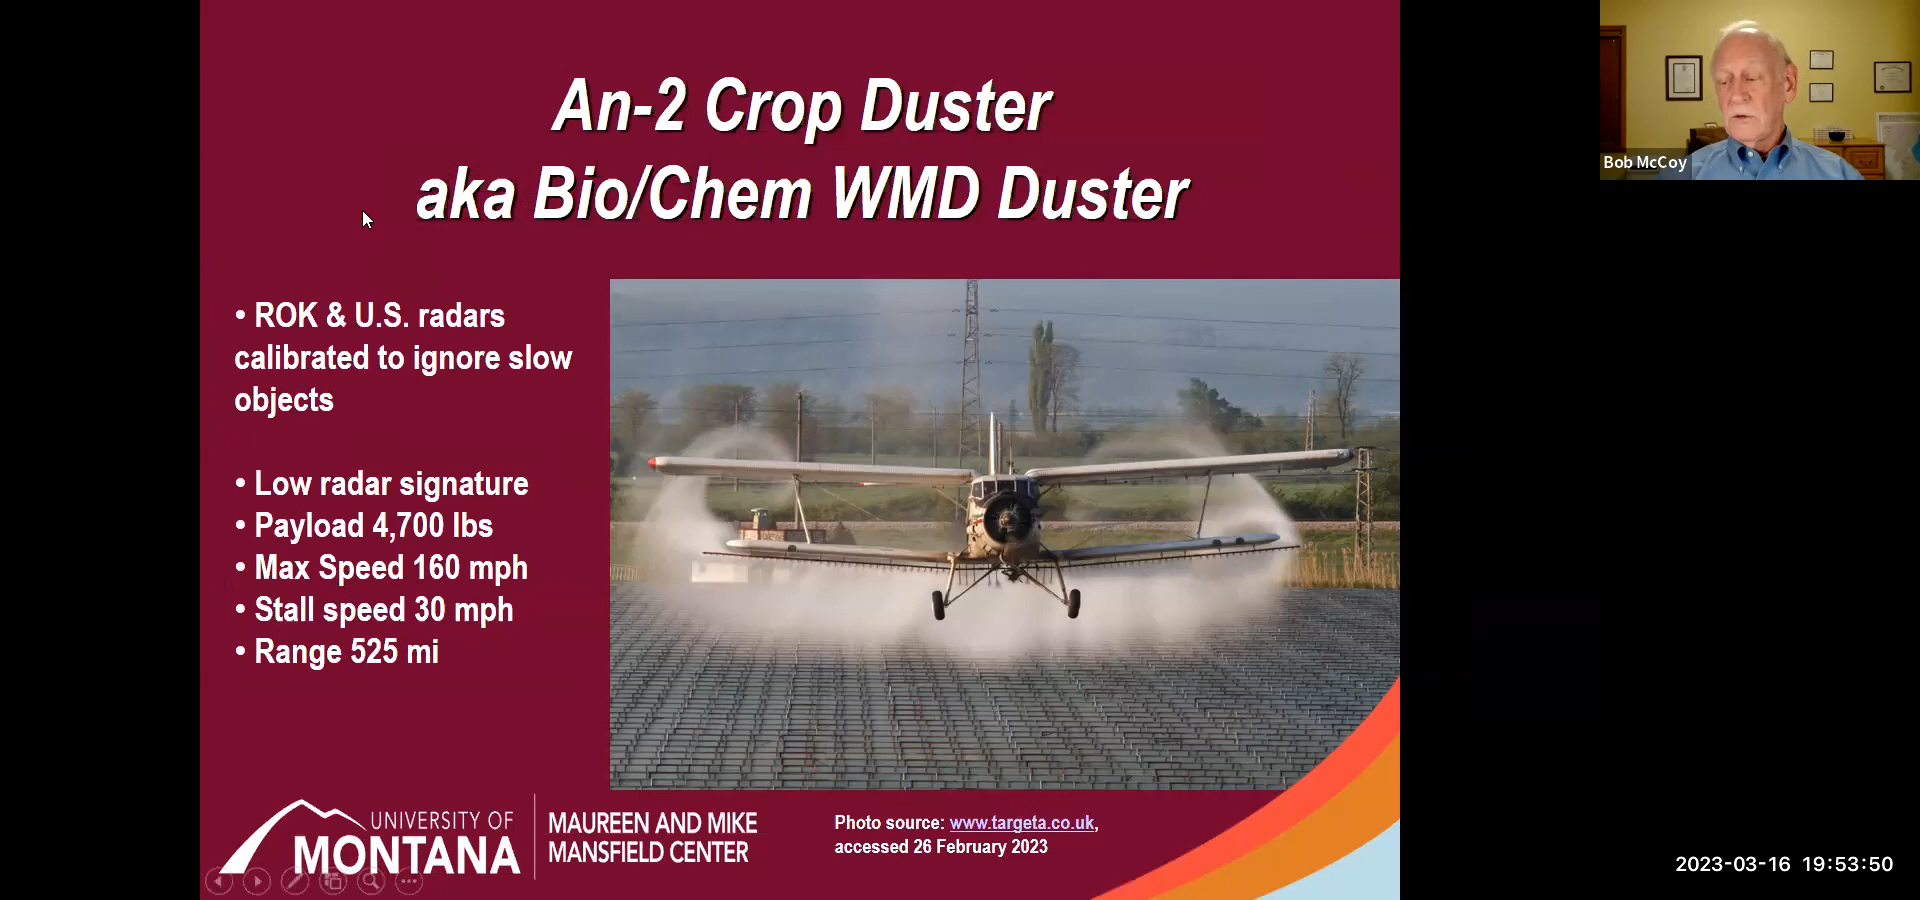 An-2 Crop Duster
aka Bio/Chem WMD Duster
• ROK & U.S. radars
calibrated to ignore slow
objects
• Low radar signature
• Payload 4,700 lbs
• Max Speed 160 mph
• Stall speed 30 mph
• Range 525 mi
UNIVERSITY OF
MONTANA
MAUREEN AND MIKE
MANSFIELD CENTER
Photo source: www.targeta.co.uk,
accessed 26 February 2023
Bob McCoy
2023-03-16 19:53:50